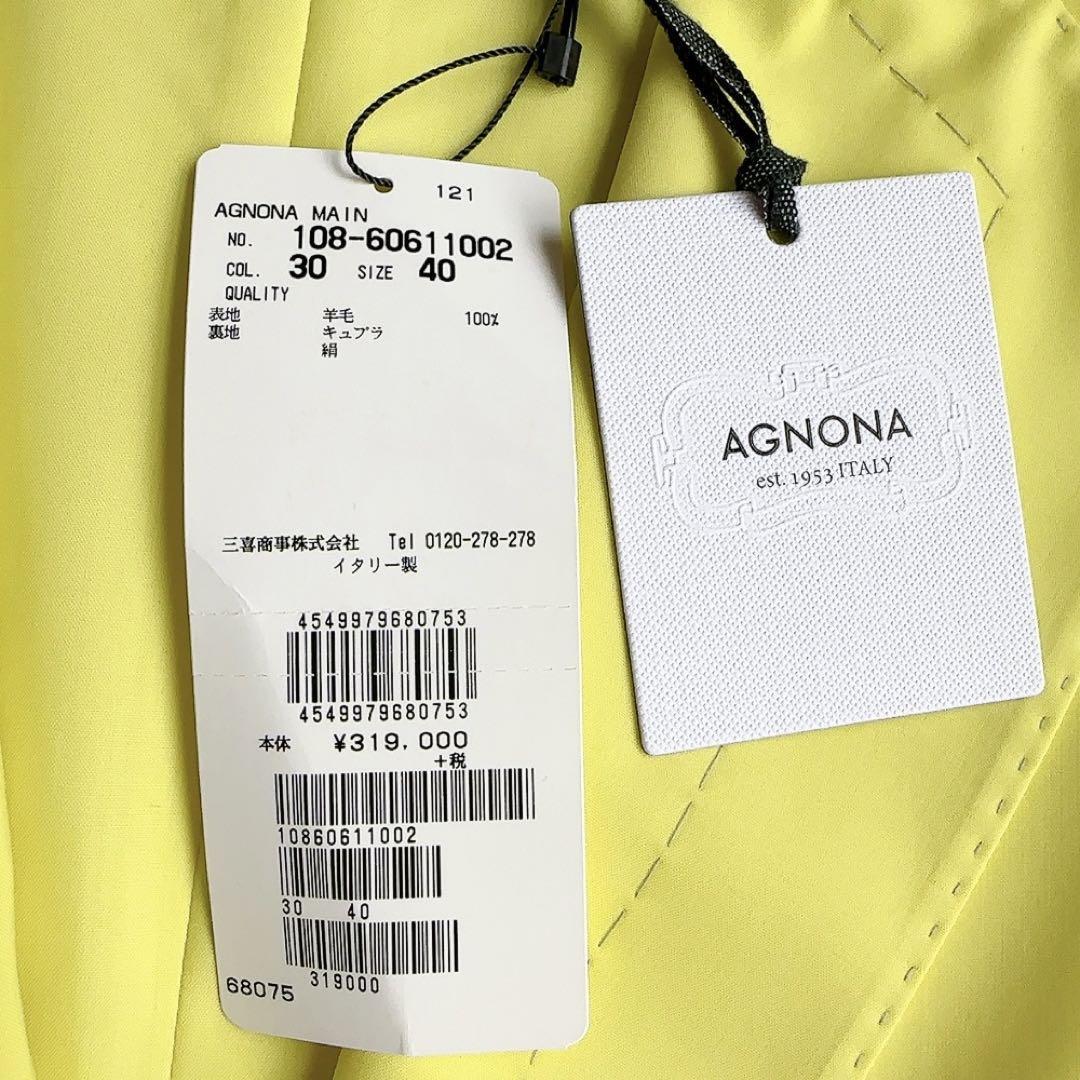 121
AGNONA MAIN
NO. 108-60611002
COL. 30 SIZE 40
QUALITY
表地 羊毛 100%
裏地 キュプラ
絹
三喜商事株式会社 Tel 0120-278-278
イタリー製
4549979680753
4549979680753
本体 ¥319,000
+税
10860611002
30 40
319000
68075
AGNONA
est. 1953 ITALY